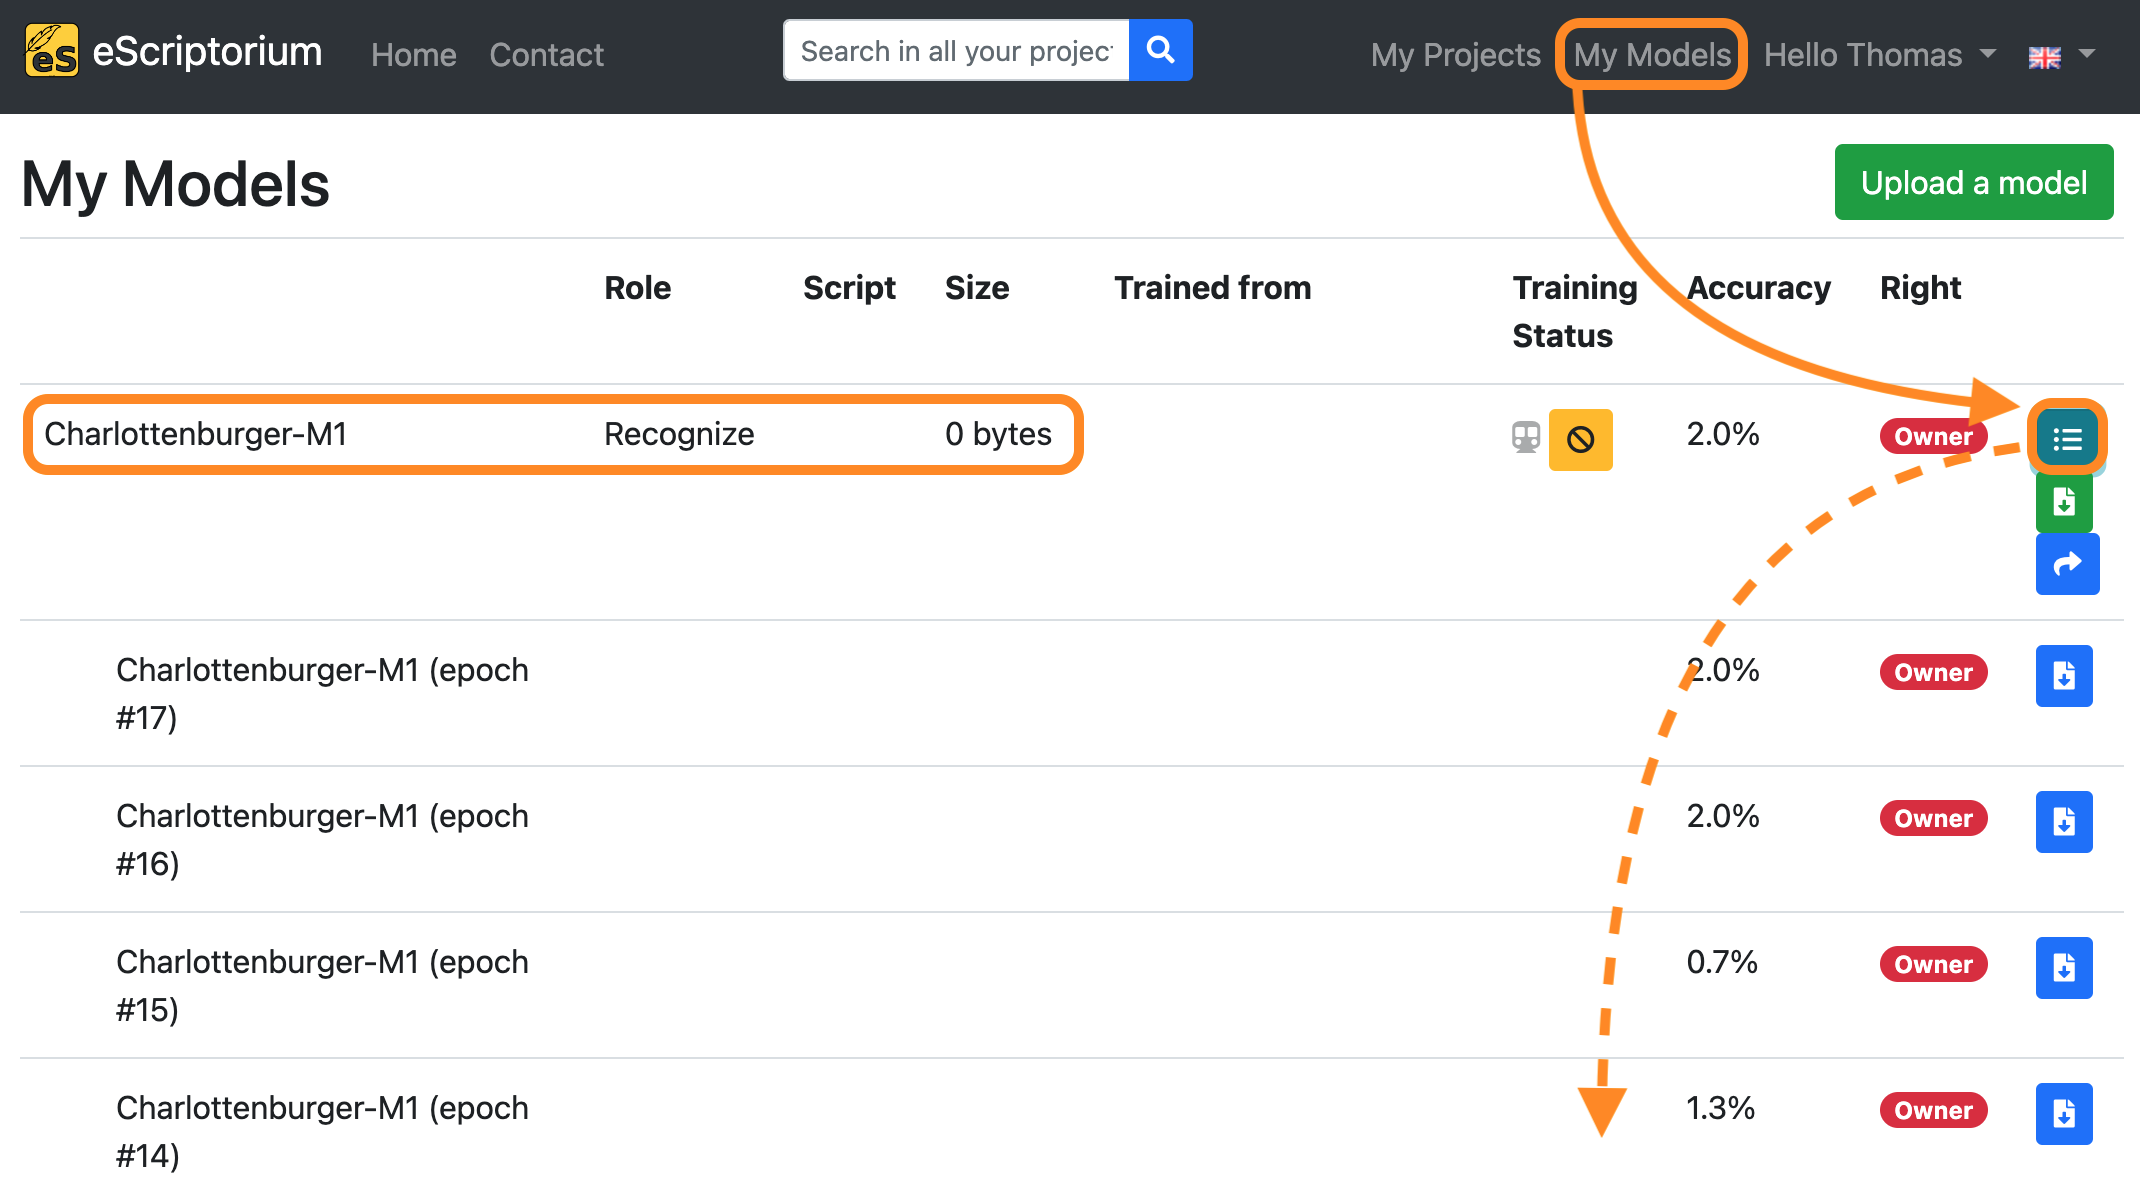 es eScriptorium Home Contact Search in all your projec My Projects My Models Hello Thomas
My Models Upload a model
Role Script Size Trained from Training Status Accuracy Right
Charlottenburger-M1 Recognize 0 bytes 2.0% Owner
Charlottenburger-M1 (epoch 2.0% Owner
#17)
Charlottenburger-M1 (epoch 2.0% Owner
#16)
Charlottenburger-M1 (epoch 0.7% Owner
#15)
Charlottenburger-M1 (epoch 1.3% Owner
#14)